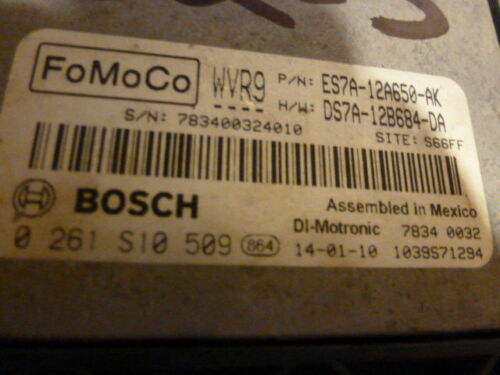 FoMoCo WVR9 P/N: ES7A-12A650-AK
H/W: DS7A-12B684-DA
S/N: 783400324010 SITE: S66FF
BOSCH Assembled in Mexico
DI-Motronic 7834 0032
0 261 S10 509 864 14-01-10 1039S71294